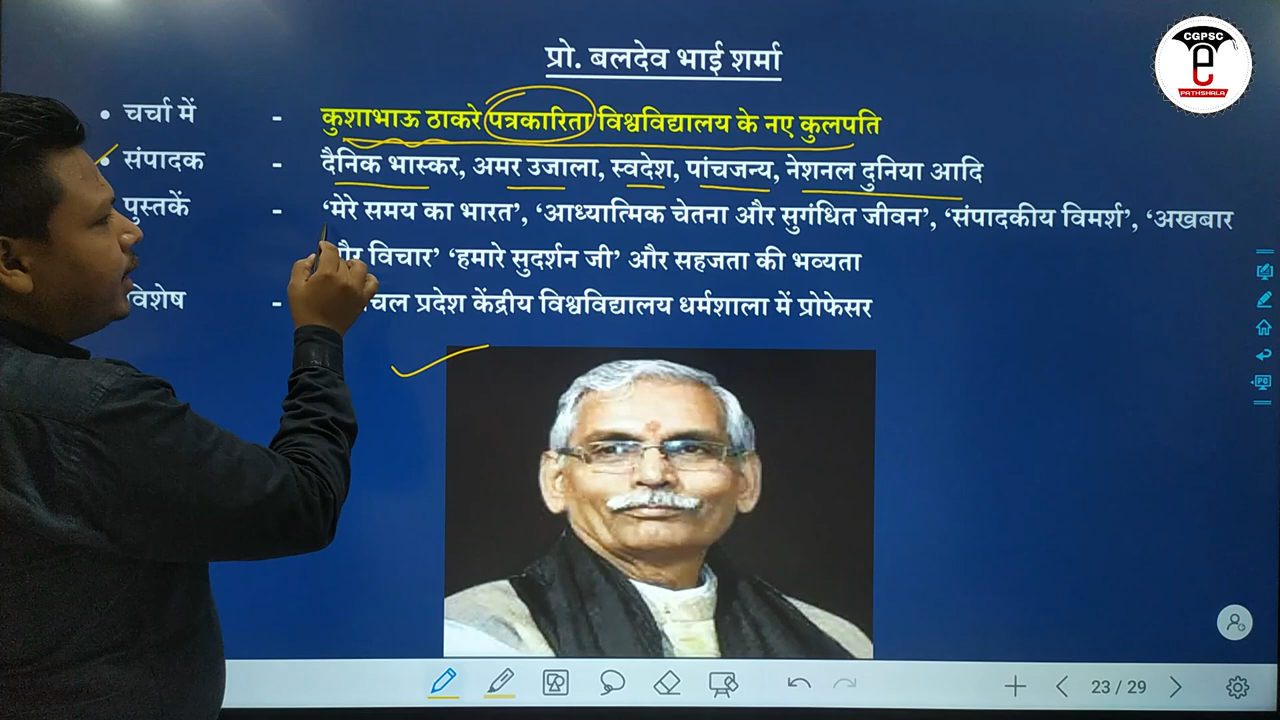 CGPSC
e
PATHSHALA
प्रो. बलदेव भाई शर्मा
• चर्चा में - कुशाभाऊ ठाकरे पत्रकारिता विश्वविद्यालय के नए कुलपति
• संपादक - दैनिक भास्कर, अमर उजाला, स्वदेश, पांचजन्य, नेशनल दुनिया आदि
पुस्तकें - ‘मेरे समय का भारत’, ‘आध्यात्मिक चेतना और सुगंधित जीवन’, ‘संपादकीय विमर्श’, ‘अखबार
विचार’ ‘हमारे सुदर्शन जी’ और सहजता की भव्यता
विशेष - प्रदेश केंद्रीय विश्वविद्यालय धर्मशाला में प्रोफेसर
PC
23 / 29